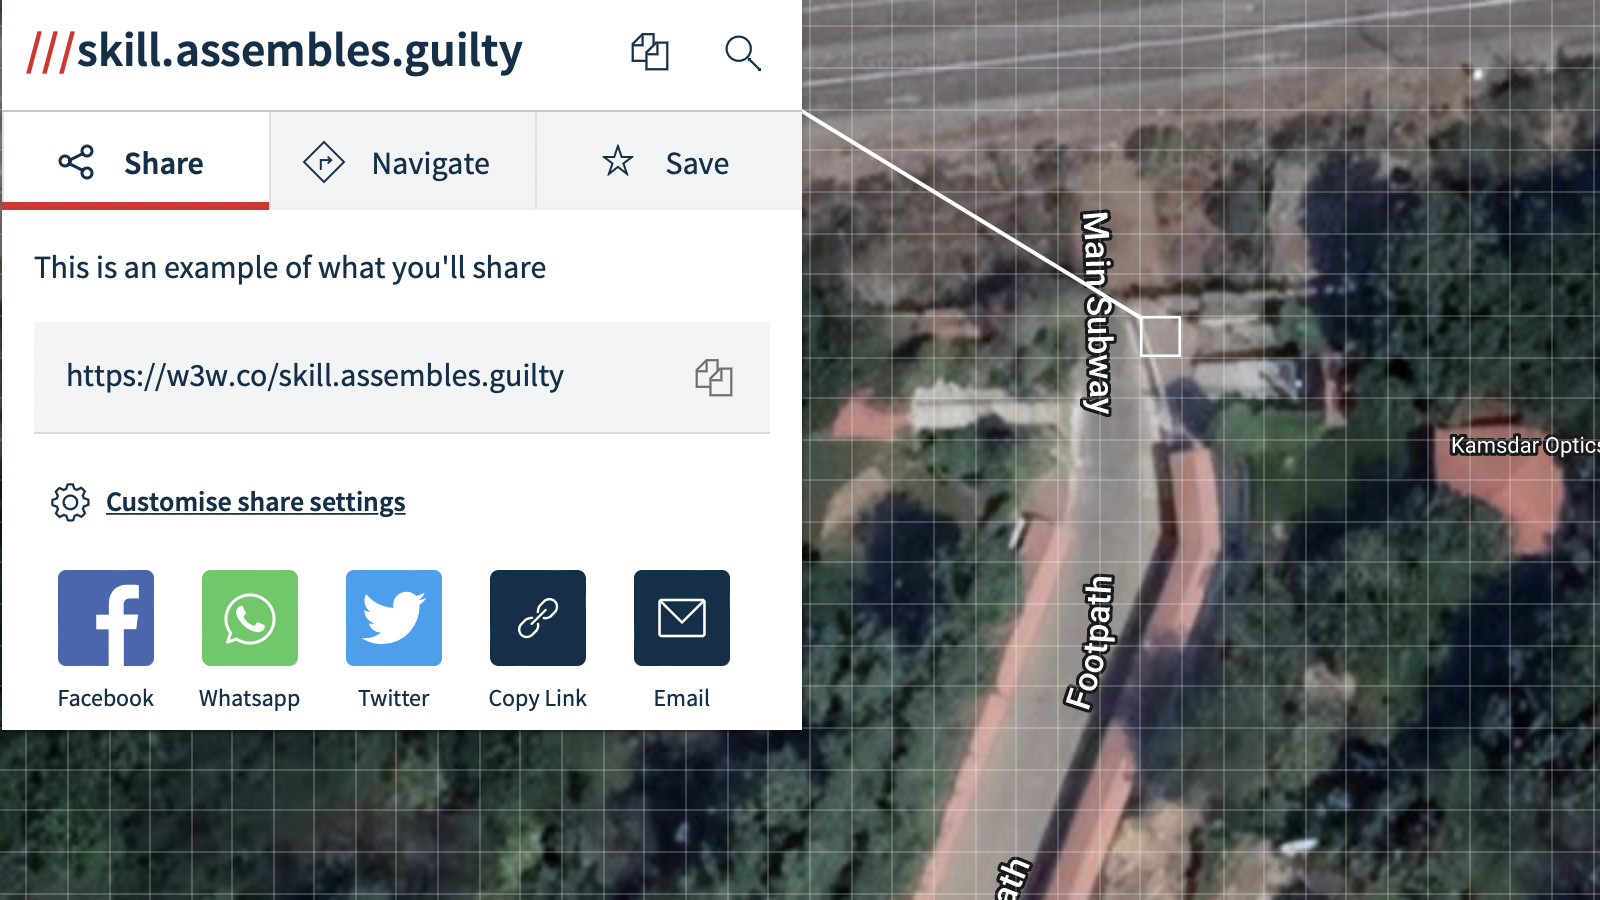 ///skill.assembles.guilty
Share
Navigate
Save
This is an example of what you'll share
https://w3w.co/skill.assembles.guilty
Customise share settings
Facebook
Whatsapp
Twitter
Copy Link
Email
Main Subway
Kamsdar Optics
Footpath
ath